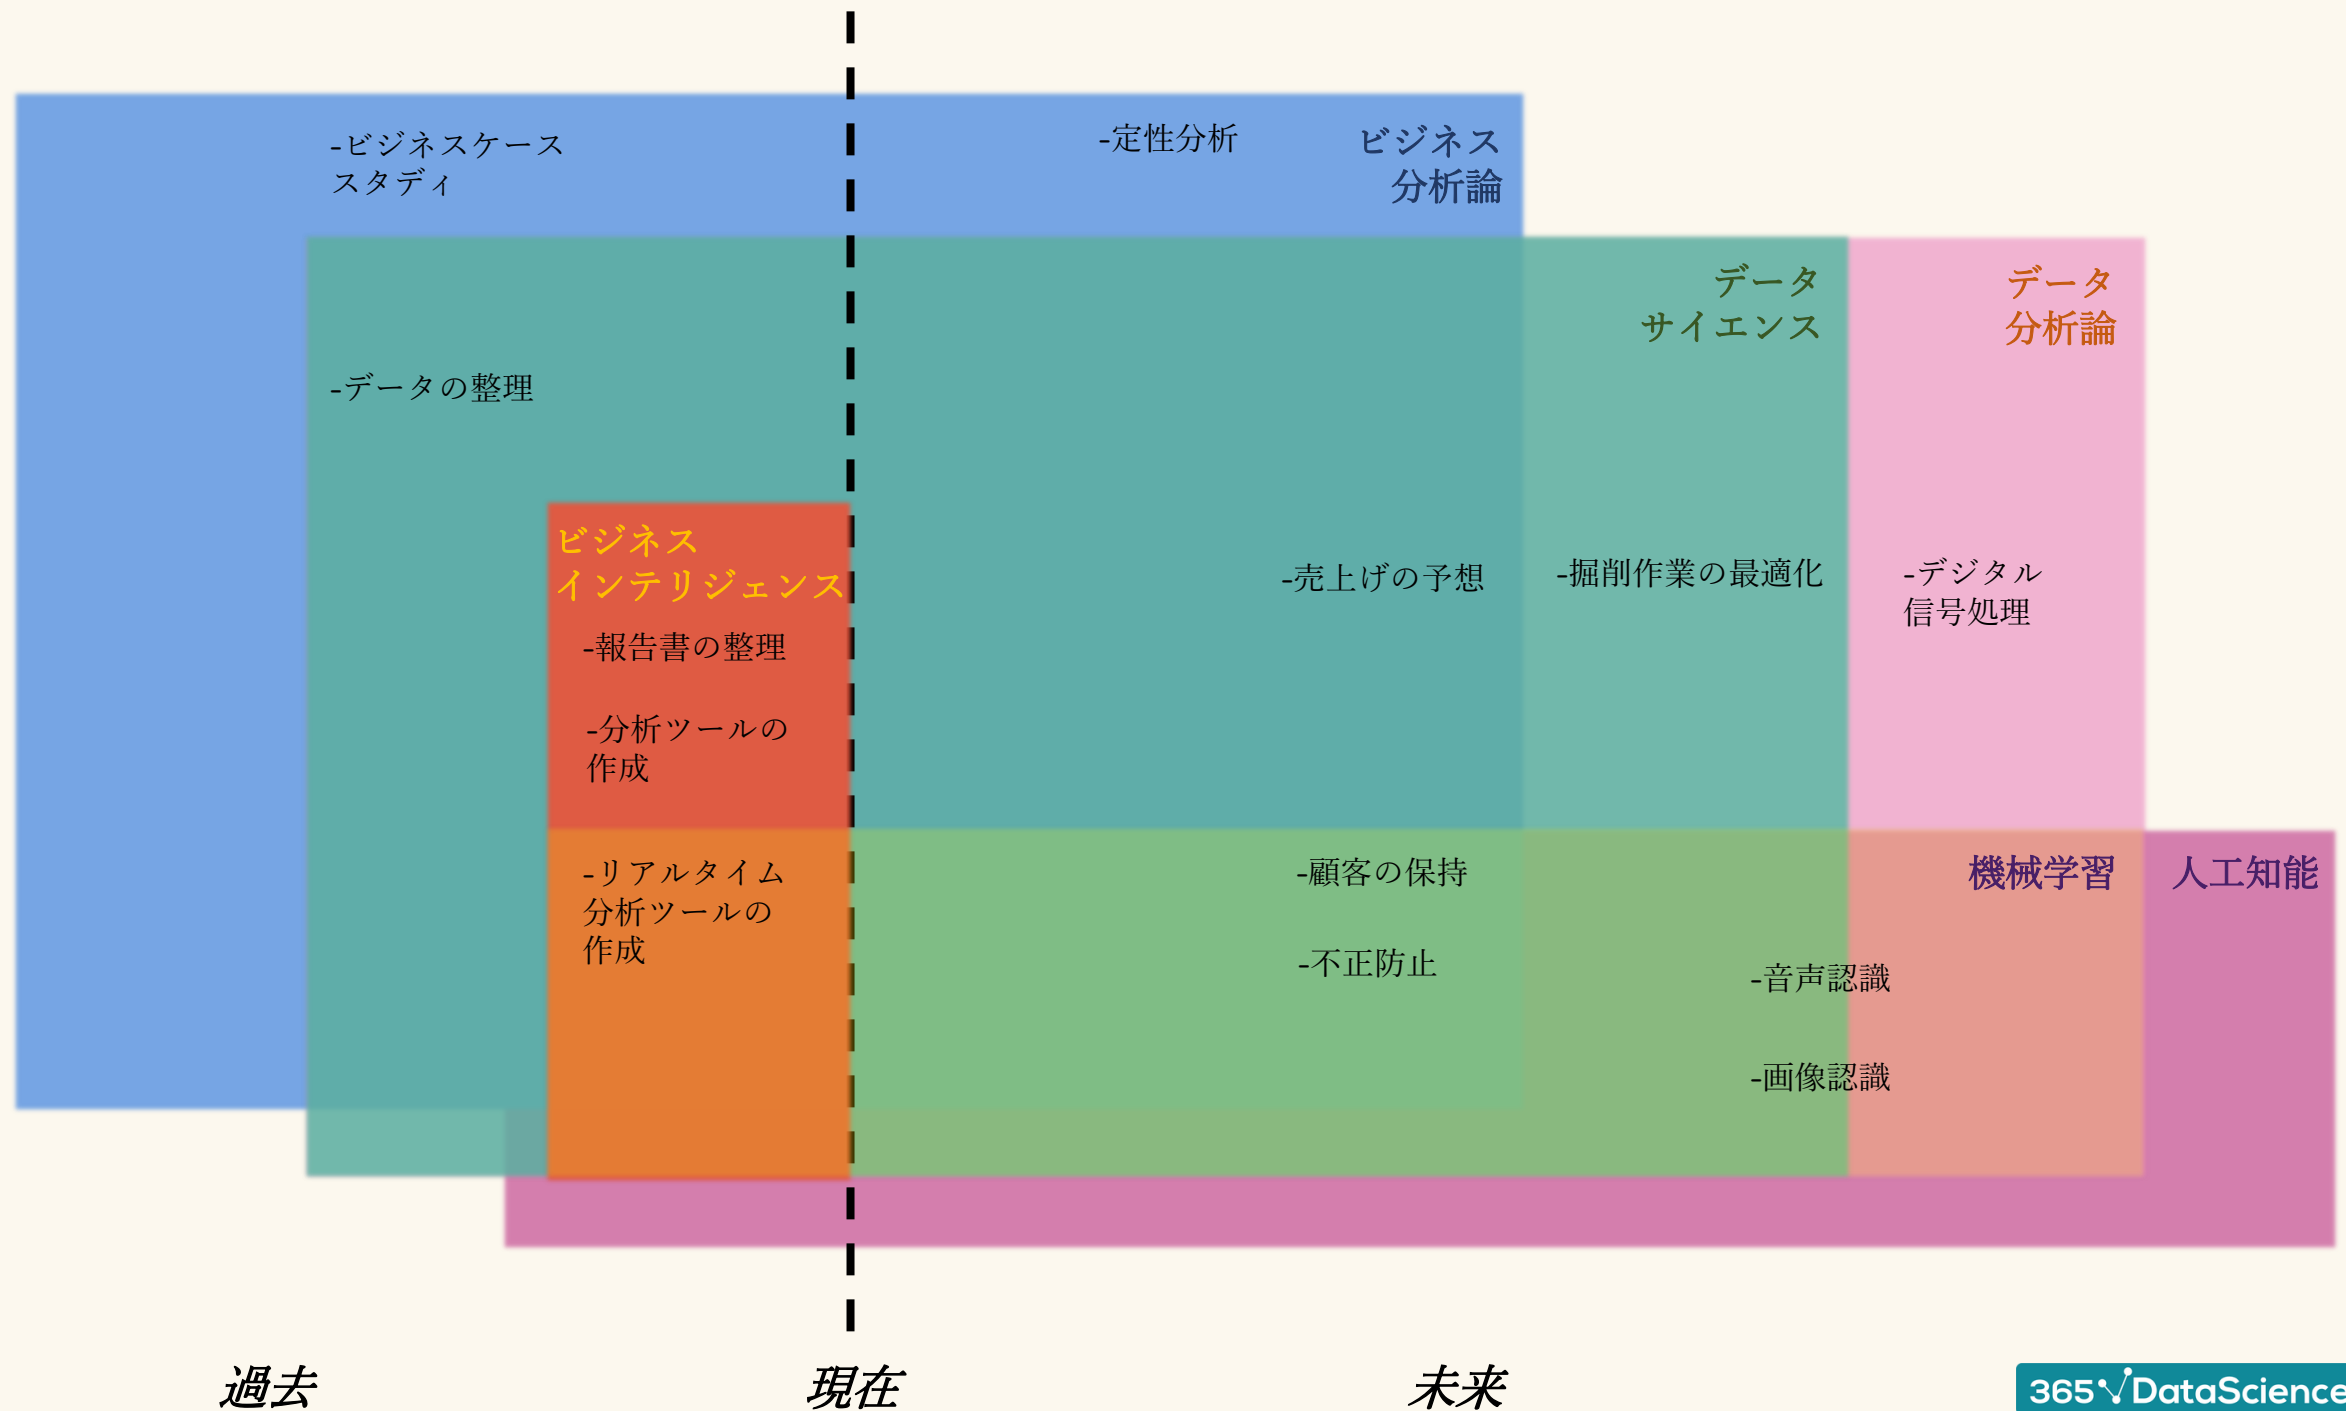 -ビジネスケース
スタディ
-定性分析
ビジネス
分析論
データ
サイエンス
データ
分析論
-データの整理
ビジネス
インテリジェンス
-報告書の整理
-分析ツールの
作成
-売上げの予想
-掘削作業の最適化
-デジタル
信号処理
-リアルタイム
分析ツールの
作成
-顧客の保持
-不正防止
機械学習
人工知能
-音声認識
-画像認識
過去
現在
未来
365 DataScience